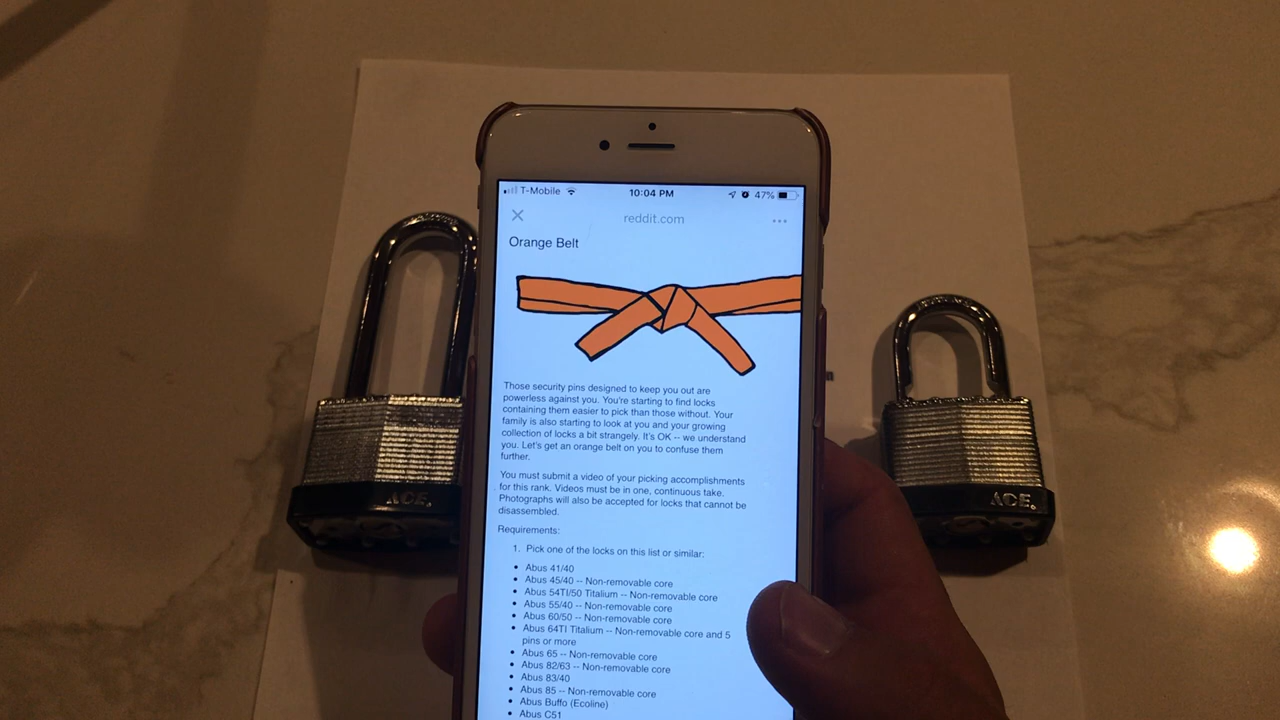 T-Mobile 10:04 PM 47%
reddit.com
Orange Belt
Those security pins designed to keep you out are
powerless against you. You're starting to find locks
containing them easier to pick than those without. Your
family is also starting to look at you and your growing
collection of locks a bit strangely. It's OK -- we understand
you. Let's get an orange belt on you to confuse them
further.
You must submit a video of your picking accomplishments
for this rank. Videos must be in one, continuous take.
Photographs will also be accepted for locks that cannot be
disassembled.
Requirements:
1. Pick one of the locks on this list or similar:
• Abus 41/40
• Abus 45/40 -- Non-removable core
• Abus 54TI/50 Titalium -- Non-removable core
• Abus 55/40 -- Non-removable core
• Abus 60/50 -- Non-removable core
• Abus 64TI Titalium -- Non-removable core and 5
pins or more
• Abus 65 -- Non-removable core
• Abus 82/63 -- Non-removable core
• Abus 83/40
• Abus 85 -- Non-removable core
• Abus Buffo (Ecoline)
• Abus C51
ACE.
ACE.